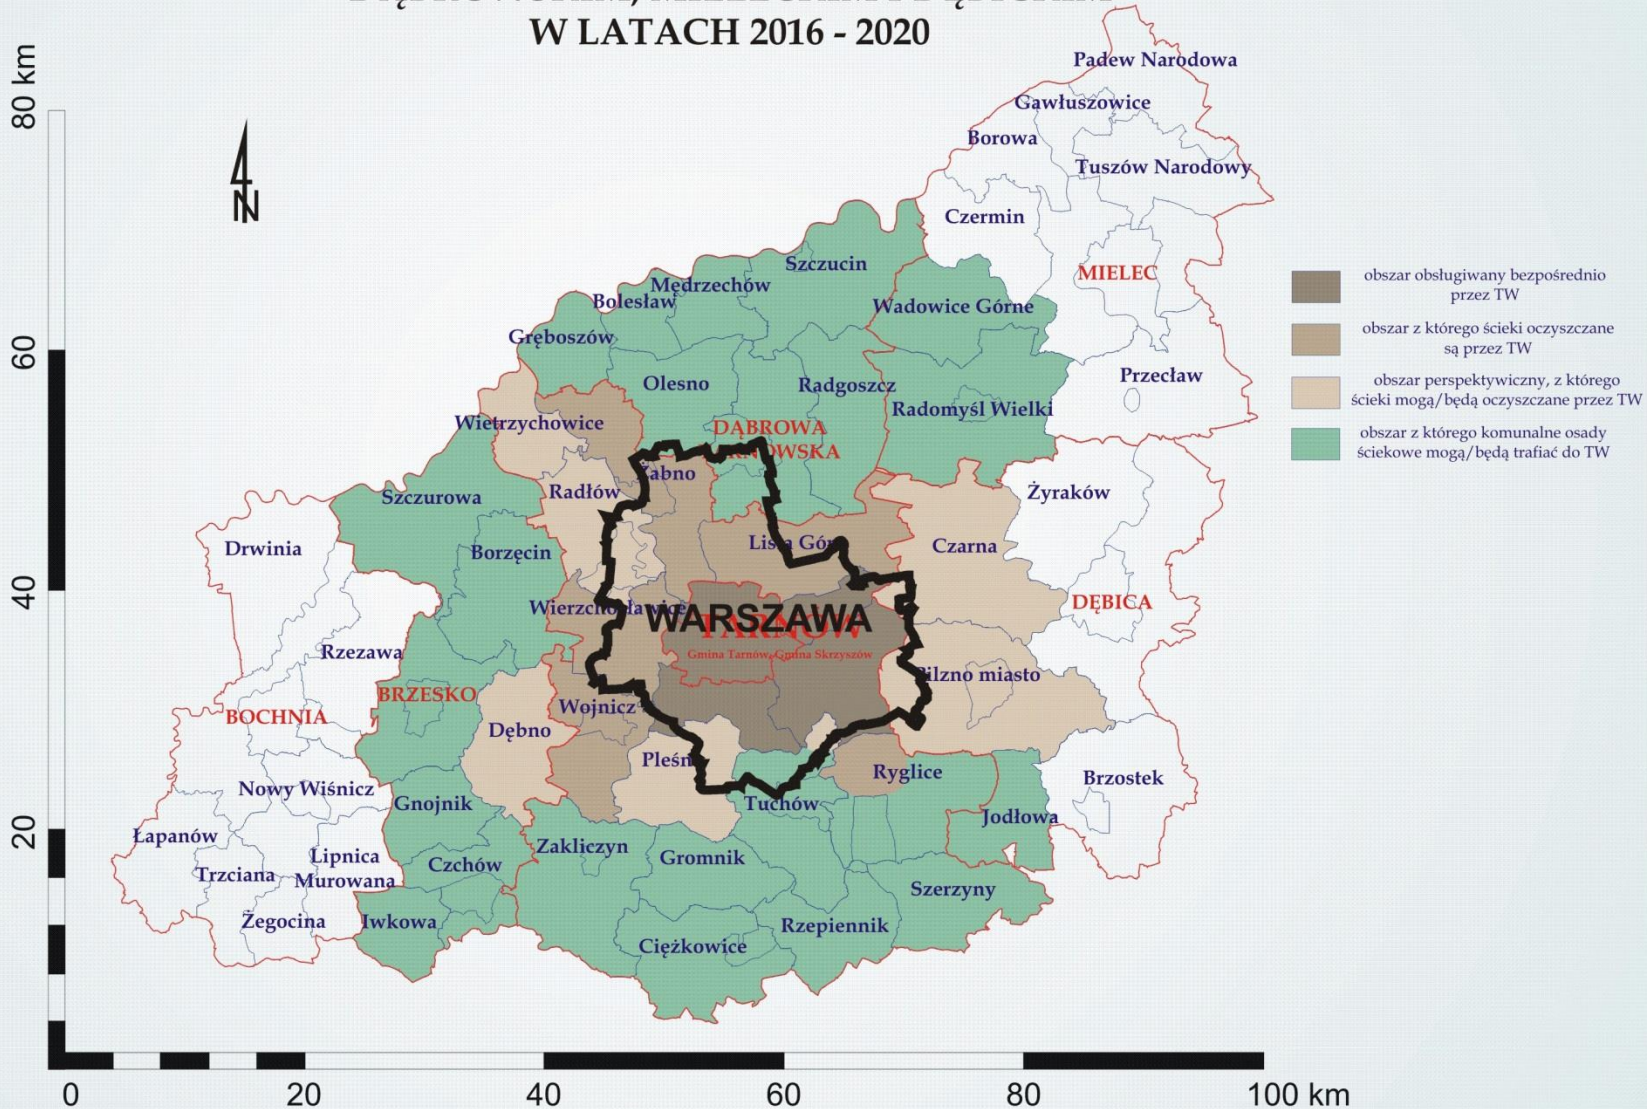 W LATACH 2016 - 2020
80 km
60
40
20
N
Padew Narodowa
Gawłuszowice
Borowa
Tuszów Narodowy
Czermin
MIELEC
Szczucin
Mędrzechów
Bolesław
Wadowice Górne
Gręboszów
Przecław
Olesno
Radgoszcz
Radomyśl Wielki
Wietrzychowice
DĄBROWA
Żabno
Radłów
Żyraków
Szczurowa
Drwinia
Borzęcin
Lisia Góra
Czarna
DĘBICA
Wierzchosławice
WARSZAWA
TARNÓW
Gmina Tarnów, Gmina Skrzyszów
Rzezawa
Pilzno miasto
BRZESKO
BOCHNIA
Wojnicz
Dębno
Pleśn
Ryglice
Brzostek
Nowy Wiśnicz
Gnojnik
Tuchów
Jodłowa
Łapanów
Zakliczyn
Lipnica
Murowana
Gromnik
Czchów
Trzciana
Szerzyny
Żegocina
Iwkowa
Rzepiennik
Ciężkowice
obszar obsługiwany bezpośrednio
przez TW
obszar z którego ścieki oczyszczane
są przez TW
obszar perspektywiczny, z którego
ścieki mogą/będą oczyszczane przez TW
obszar z którego komunalne osady
ściekowe mogą/będą trafiać do TW
0 20 40 60 80 100 km